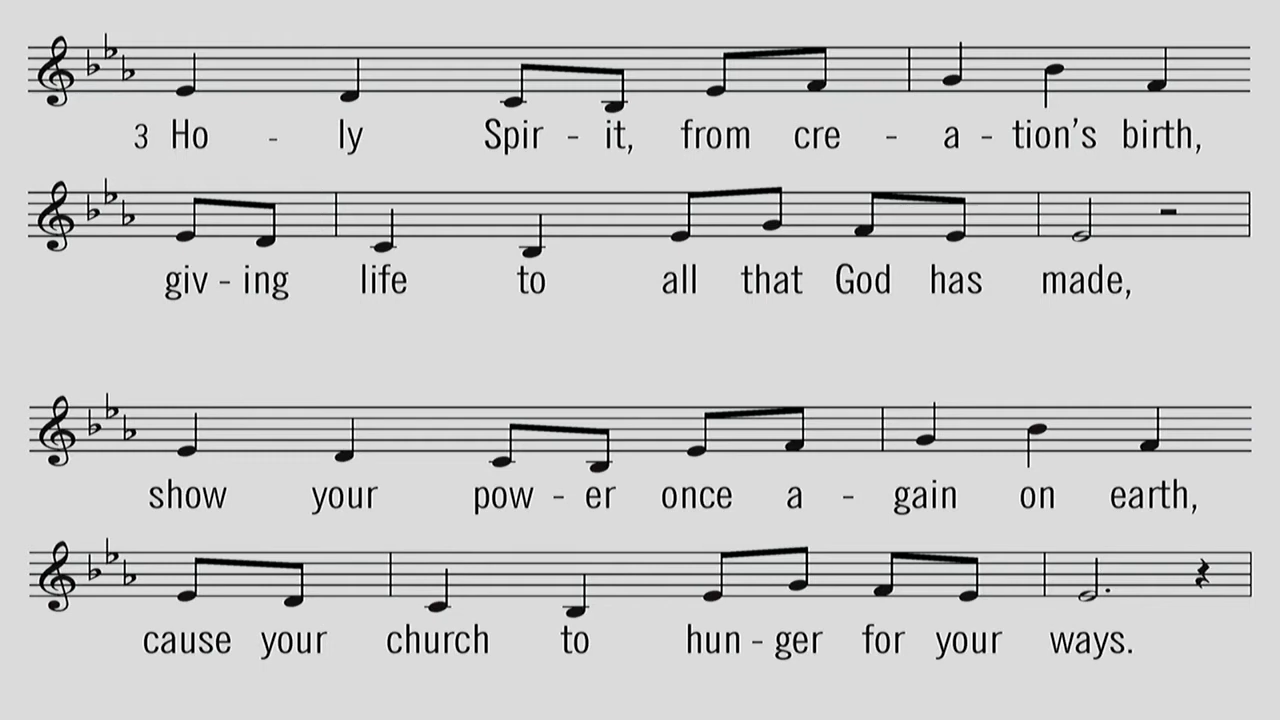 3 Ho - ly Spir - it, from cre - a - tion's birth,
giv - ing life to all that God has made,
show your pow - er once a - gain on earth,
cause your church to hun - ger for your ways.